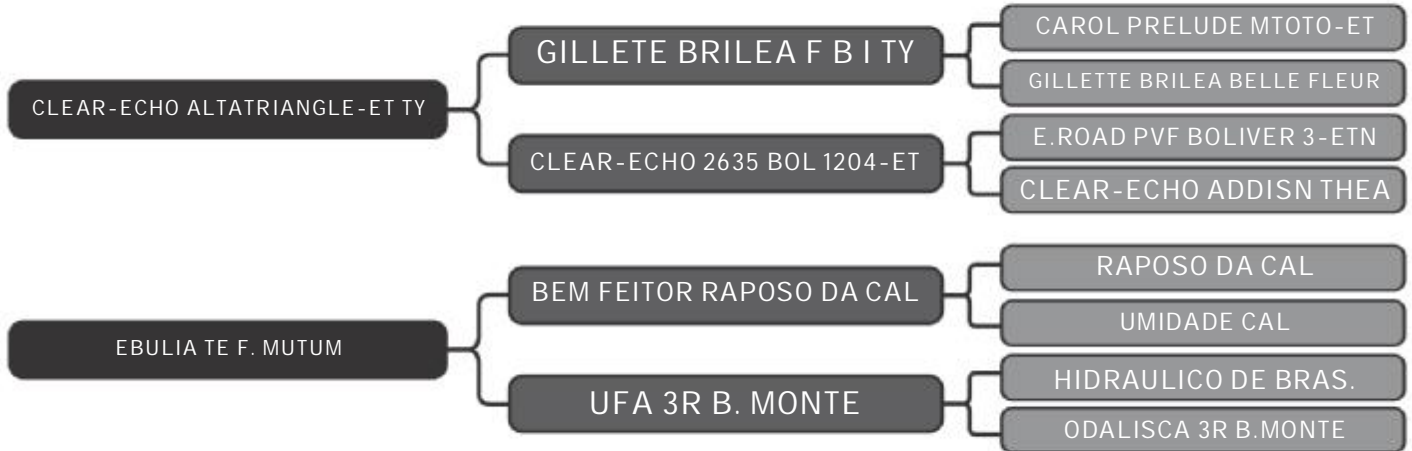 CLEAR-ECHO ALTATRIANGLE-ET TY
GILLETE BRILEA F B I TY
CAROL PRELUDE MTOTO-ET
GILLETTE BRILEA BELLE FLEUR
CLEAR-ECHO 2635 BOL 1204-ET
E.ROAD PVF BOLIVER 3-ETN
CLEAR-ECHO ADDISN THEA
EBULIA TE F. MUTUM
BEM FEITOR RAPOSO DA CAL
RAPOSO DA CAL
UMIDADE CAL
UFA 3R B. MONTE
HIDRAULICO DE BRAS.
ODALISCA 3R B.MONTE